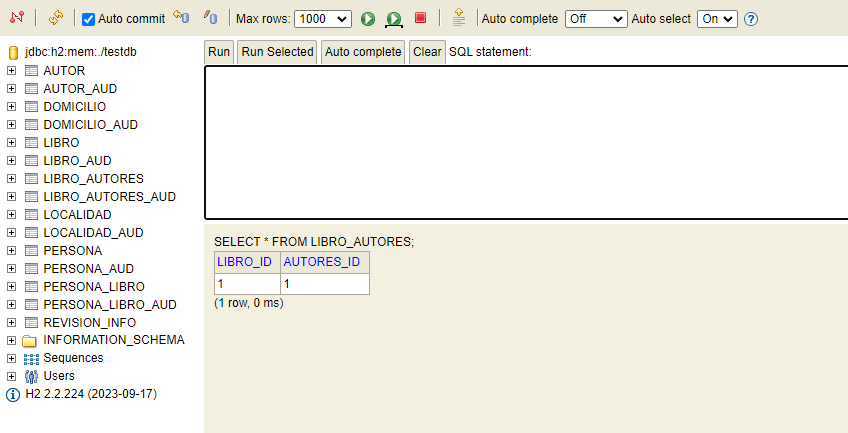 Auto commit Max rows: 1000 Auto complete Off Auto select On ?
jdbc:h2:mem:./testdb
AUTOR
AUTOR_AUD
DOMICILIO
DOMICILIO_AUD
LIBRO
LIBRO_AUD
LIBRO_AUTORES
LIBRO_AUTORES_AUD
LOCALIDAD
LOCALIDAD_AUD
PERSONA
PERSONA_AUD
PERSONA_LIBRO
PERSONA_LIBRO_AUD
REVISION_INFO
INFORMATION_SCHEMA
Sequences
Users
H2 2.2.224 (2023-09-17)
Run Run Selected Auto complete Clear SQL statement:
SELECT * FROM LIBRO_AUTORES;
LIBRO_ID AUTORES_ID
1 1
(1 row, 0 ms)